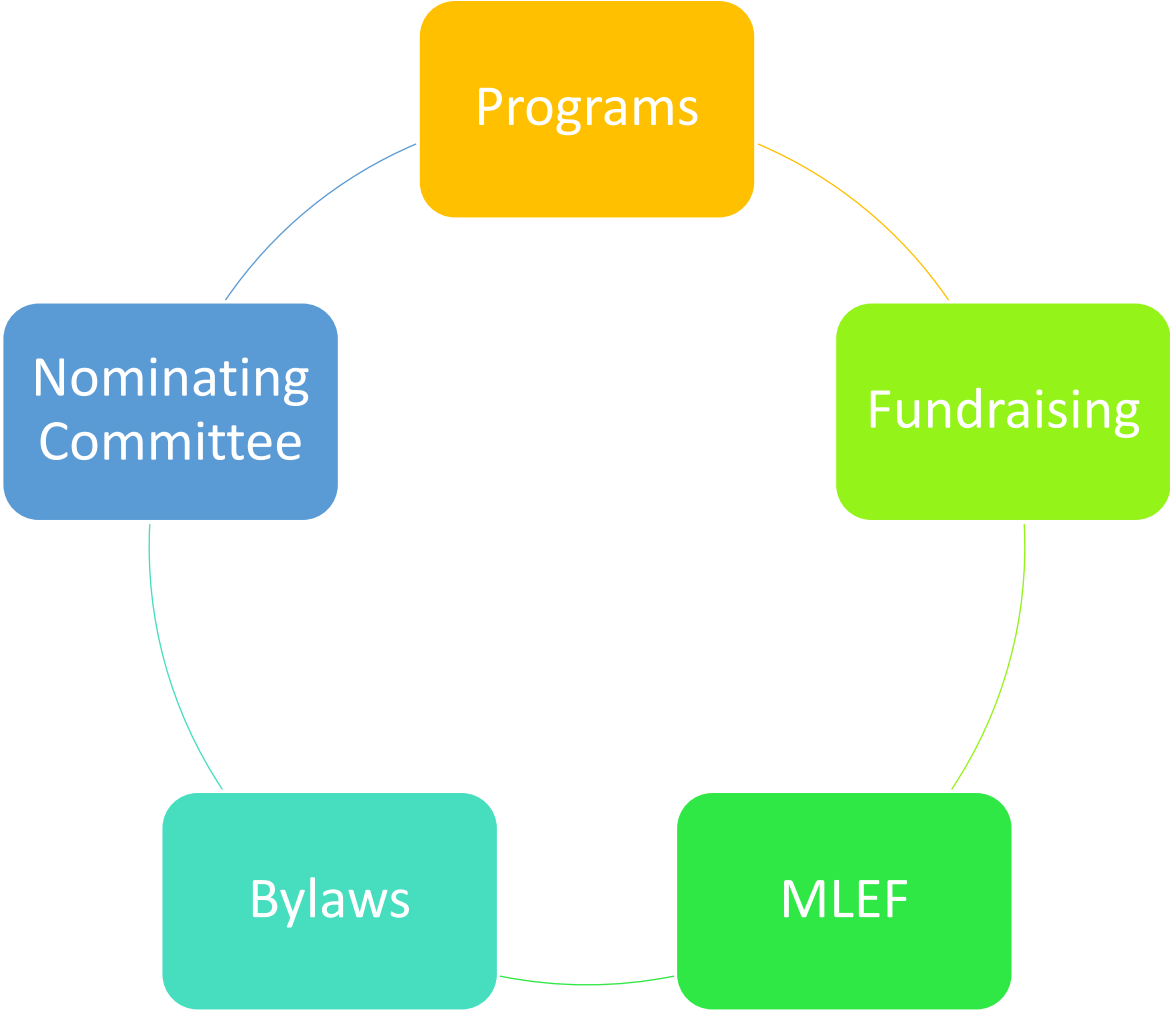 Programs
Fundraising
MLEF
Bylaws
Nominating
Committee